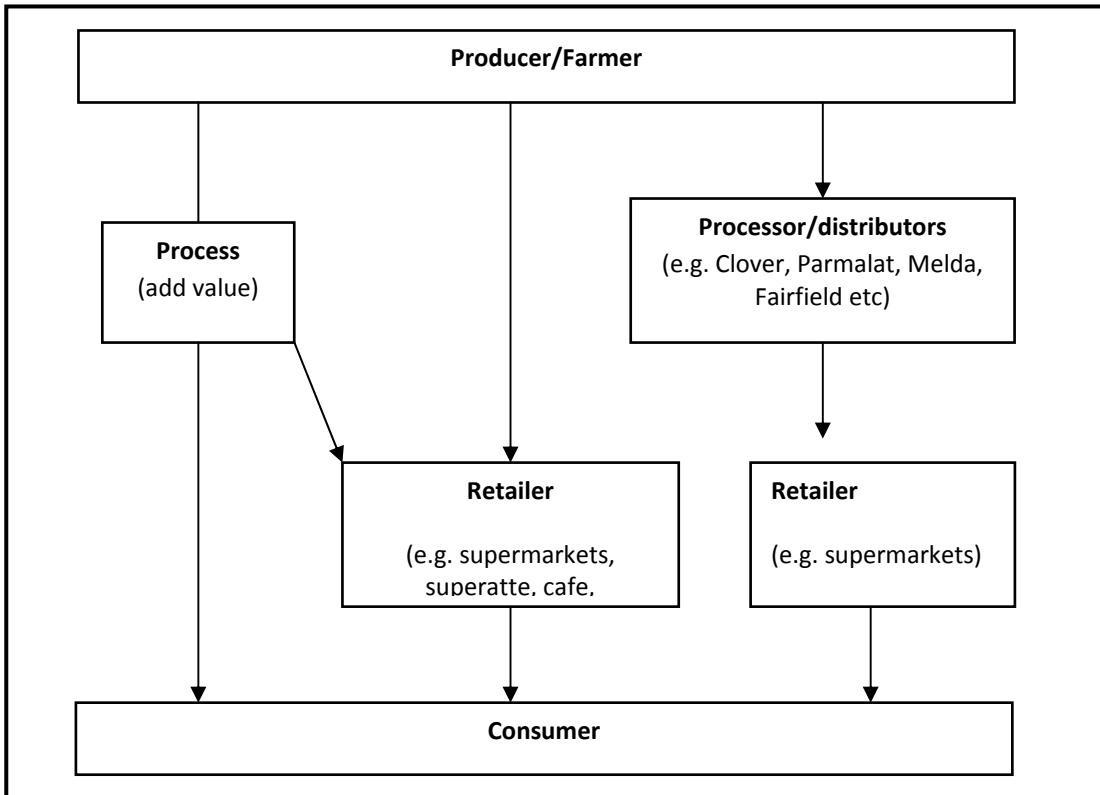 Producer/Farmer
Process
(add value)
Processor/distributors
(e.g. Clover, Parmalat, Melda,
Fairfield etc)
Retailer
(e.g. supermarkets,
superatte, cafe,
Retailer
(e.g. supermarkets)
Consumer